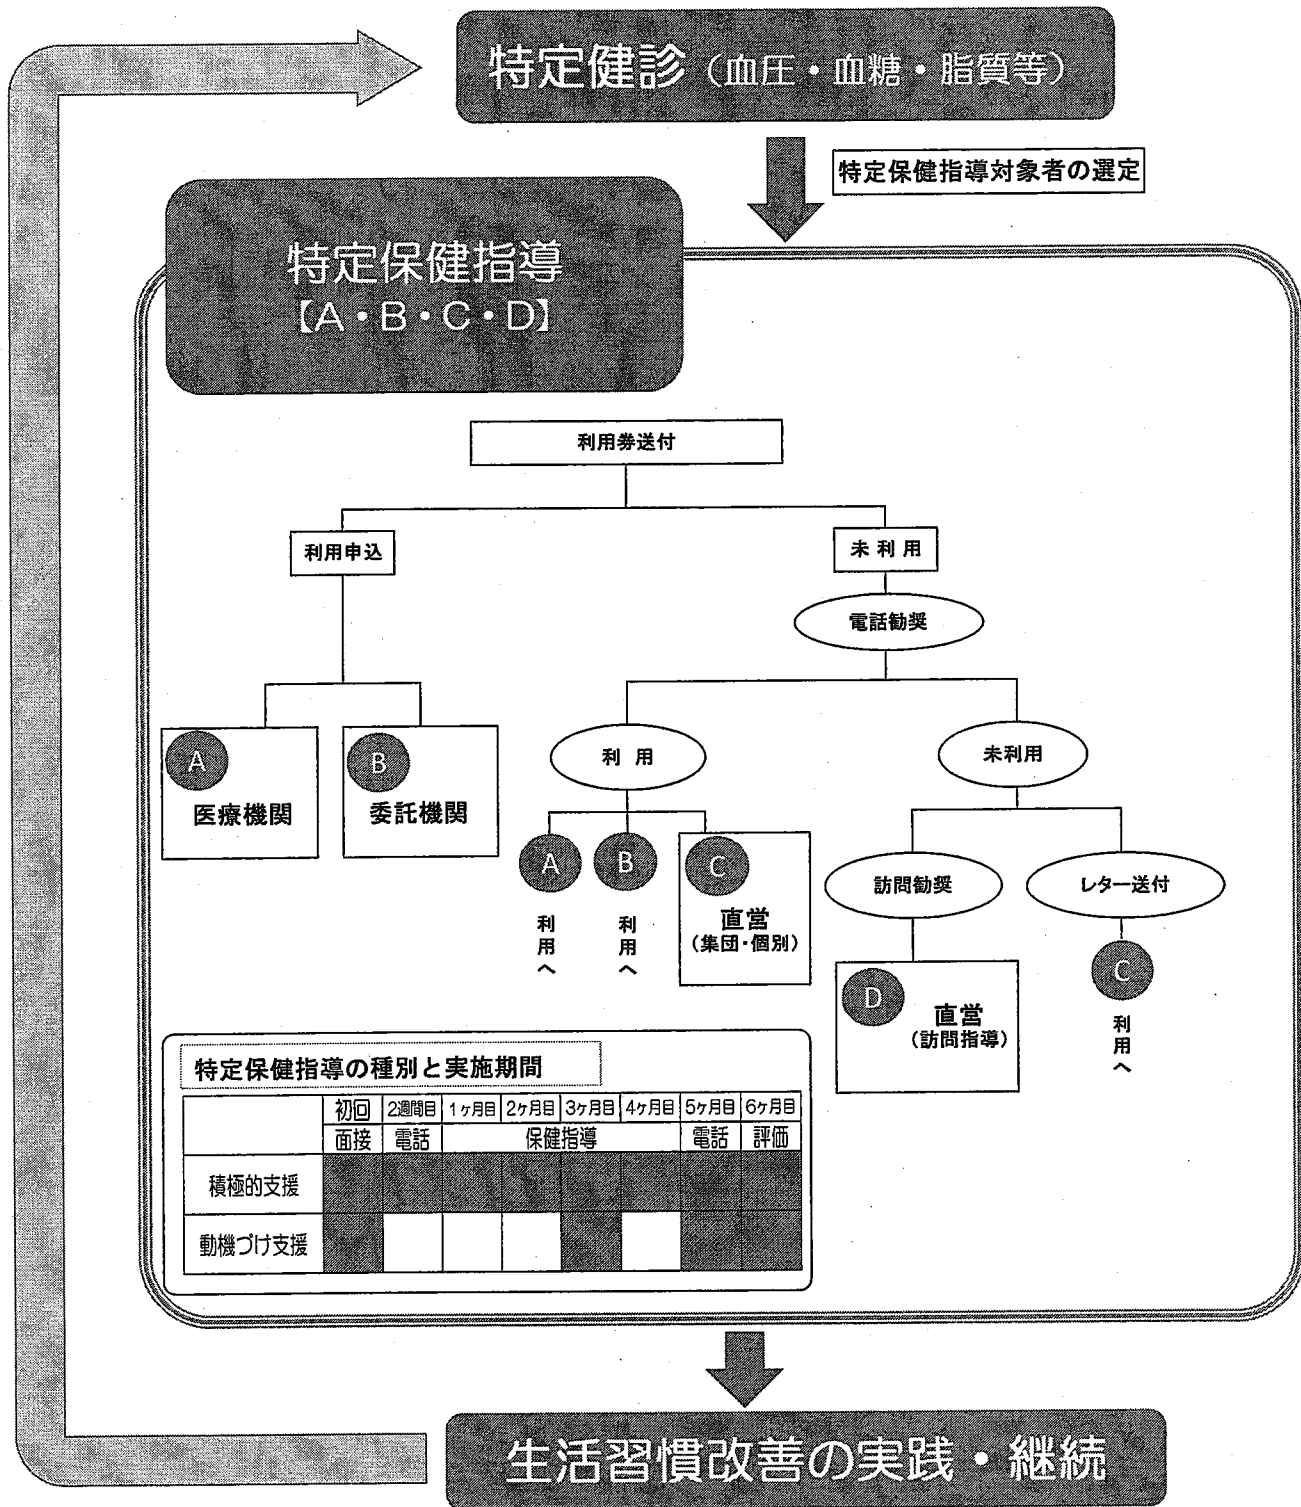 特定健診（血圧・血糖・脂質等）
特定保健指導対象者の選定
特定保健指導
【A・B・C・D】
利用券送付
利用申込
未利用
電話勧奨
A
医療機関
B
委託機関
利用
未利用
A
利用へ
B
利用へ
C
直営
（集団・個別）
訪問勧奨
レター送付
D
直営
（訪問指導）
C
利用へ
特定保健指導の種別と実施期間
初回 2週間目 1ヶ月目 2ヶ月目 3ヶ月目 4ヶ月目 5ヶ月目 6ヶ月目
面接 電話 保健指導 電話 評価
積極的支援
動機づけ支援
生活習慣改善の実践・継続